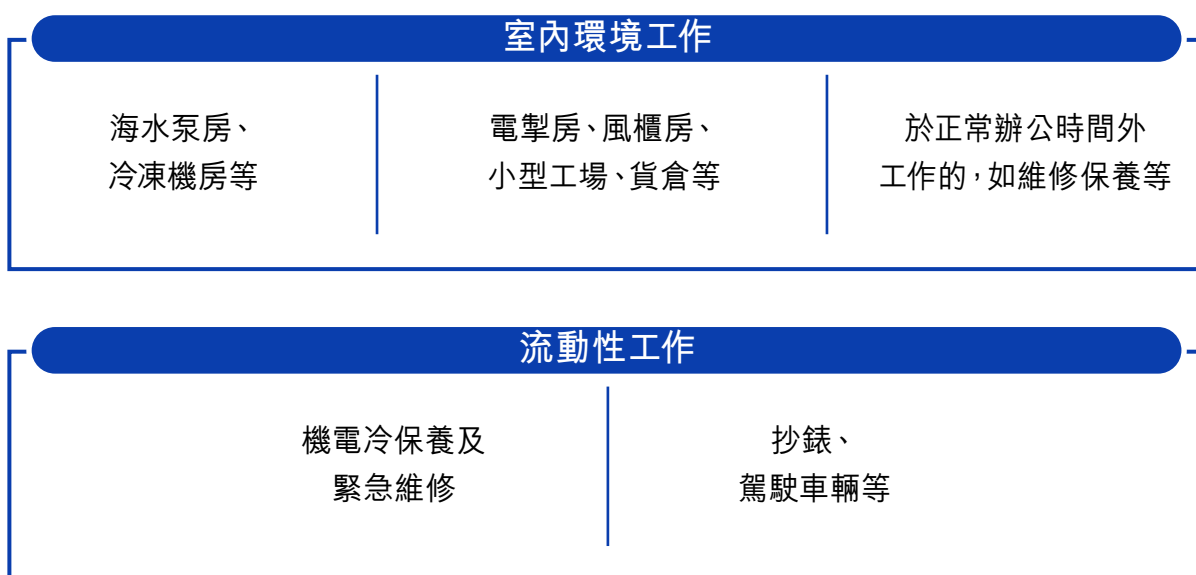 室內環境工作
海水泵房、
冷凍機房等
電掣房、風櫃房、
小型工場、貨倉等
於正常辦公時間外
工作的，如維修保養等
流動性工作
機電冷保養及
緊急維修
抄錶、
駕駛車輛等